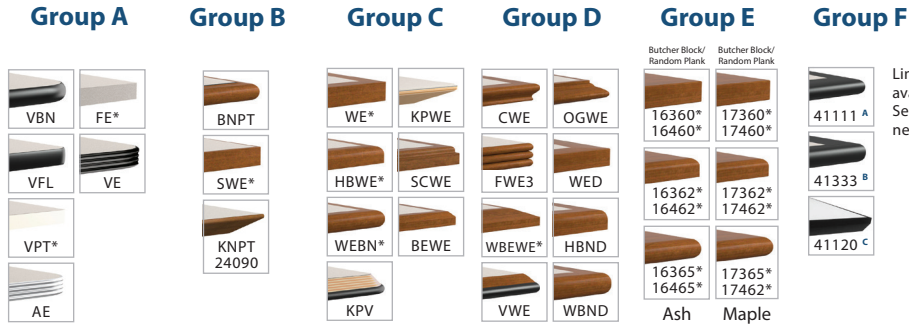 Group A
VBN
FE*
VFL
VE
VPT*
AE
Group B
BNPT
SWE*
KNPT
24090
Group C
WE*
KPWE
HBWE*
SCWE
WEBN*
BEWE
KPV
Group D
CWE
OGWE
FWE3
WED
WBEWE*
HBND
VWE
WBND
Group E
Butcher Block/
Random Plank
Butcher Block/
Random Plank
16360*
16460*
17360*
17460*
16362*
16462*
17362*
17462*
16365*
16465*
17365*
17462*
Ash
Maple
Group F
41111 A
41333 B
41120 C